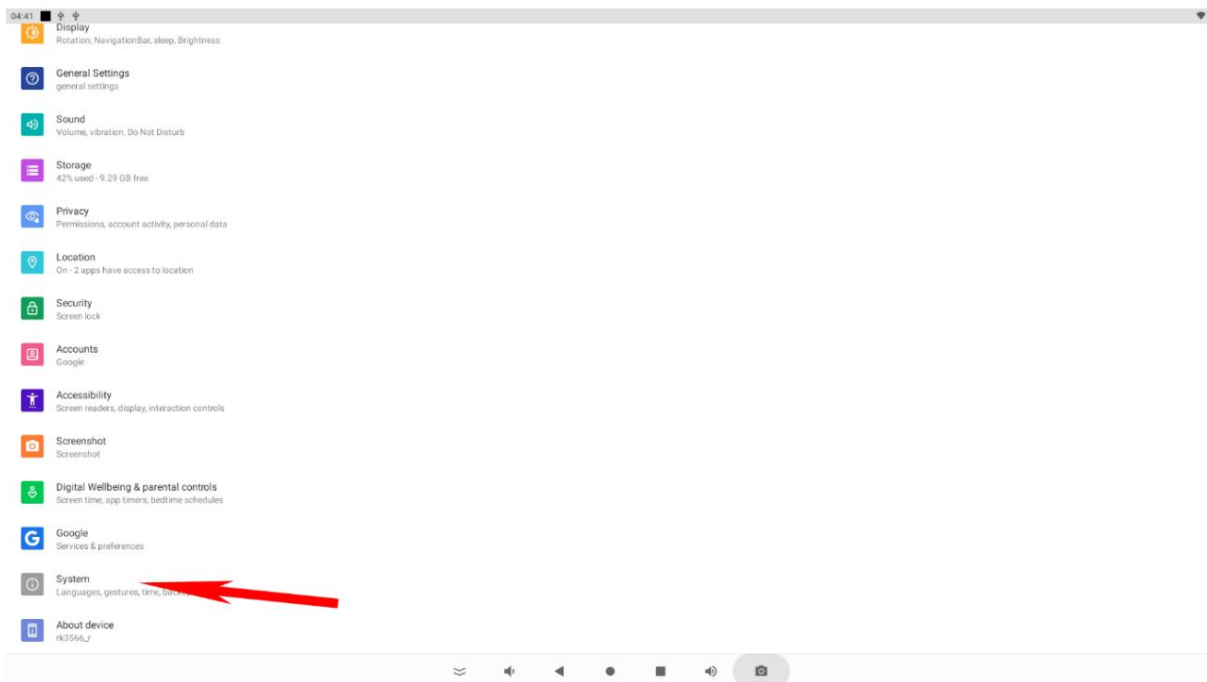 04:41
Display
Rotation, NavigationBar, sleep, Brightness
General Settings
general settings
Sound
Volume, vibration, Do Not Disturb
Storage
42% used - 9.29 GB free
Privacy
Permissions, account activity, personal data
Location
On - 2 apps have access to location
Security
Screen lock
Accounts
Google
Accessibility
Screen readers, display, interaction controls
Screenshot
Screenshot
Digital Wellbeing & parental controls
Screen time, app timers, bedtime schedules
G
Google
Services & preferences
System
Languages, gestures, time,
About device
rk3566_r